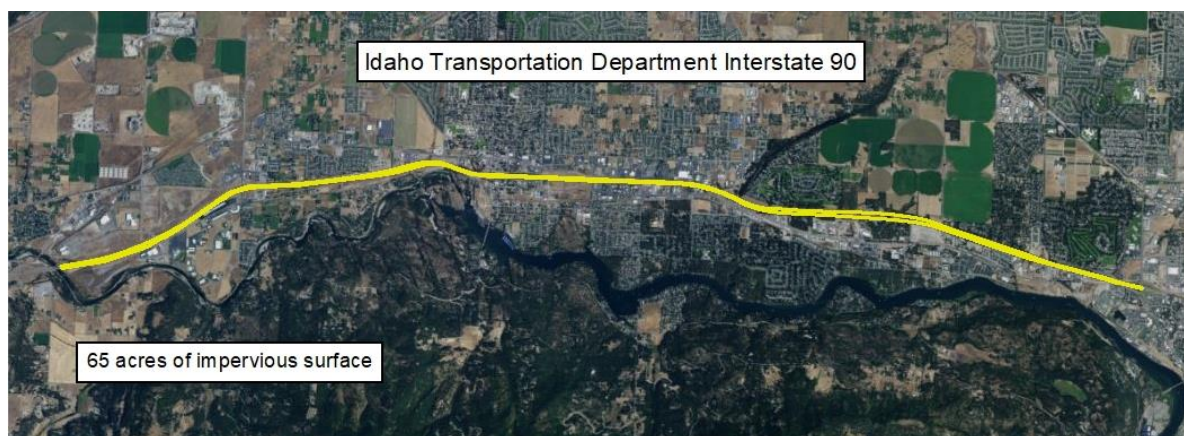 Idaho Transportation Department Interstate 90
65 acres of impervious surface